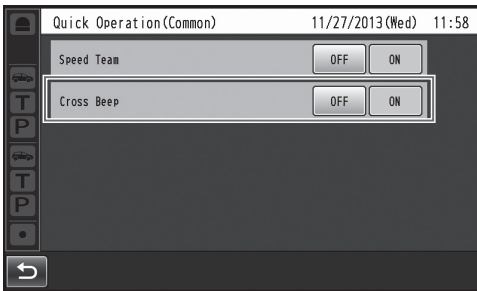 Quick Operation(Common) 11/27/2013(Wed) 11:58
Speed Team OFF ON
Cross Beep OFF ON
T
P
T
P